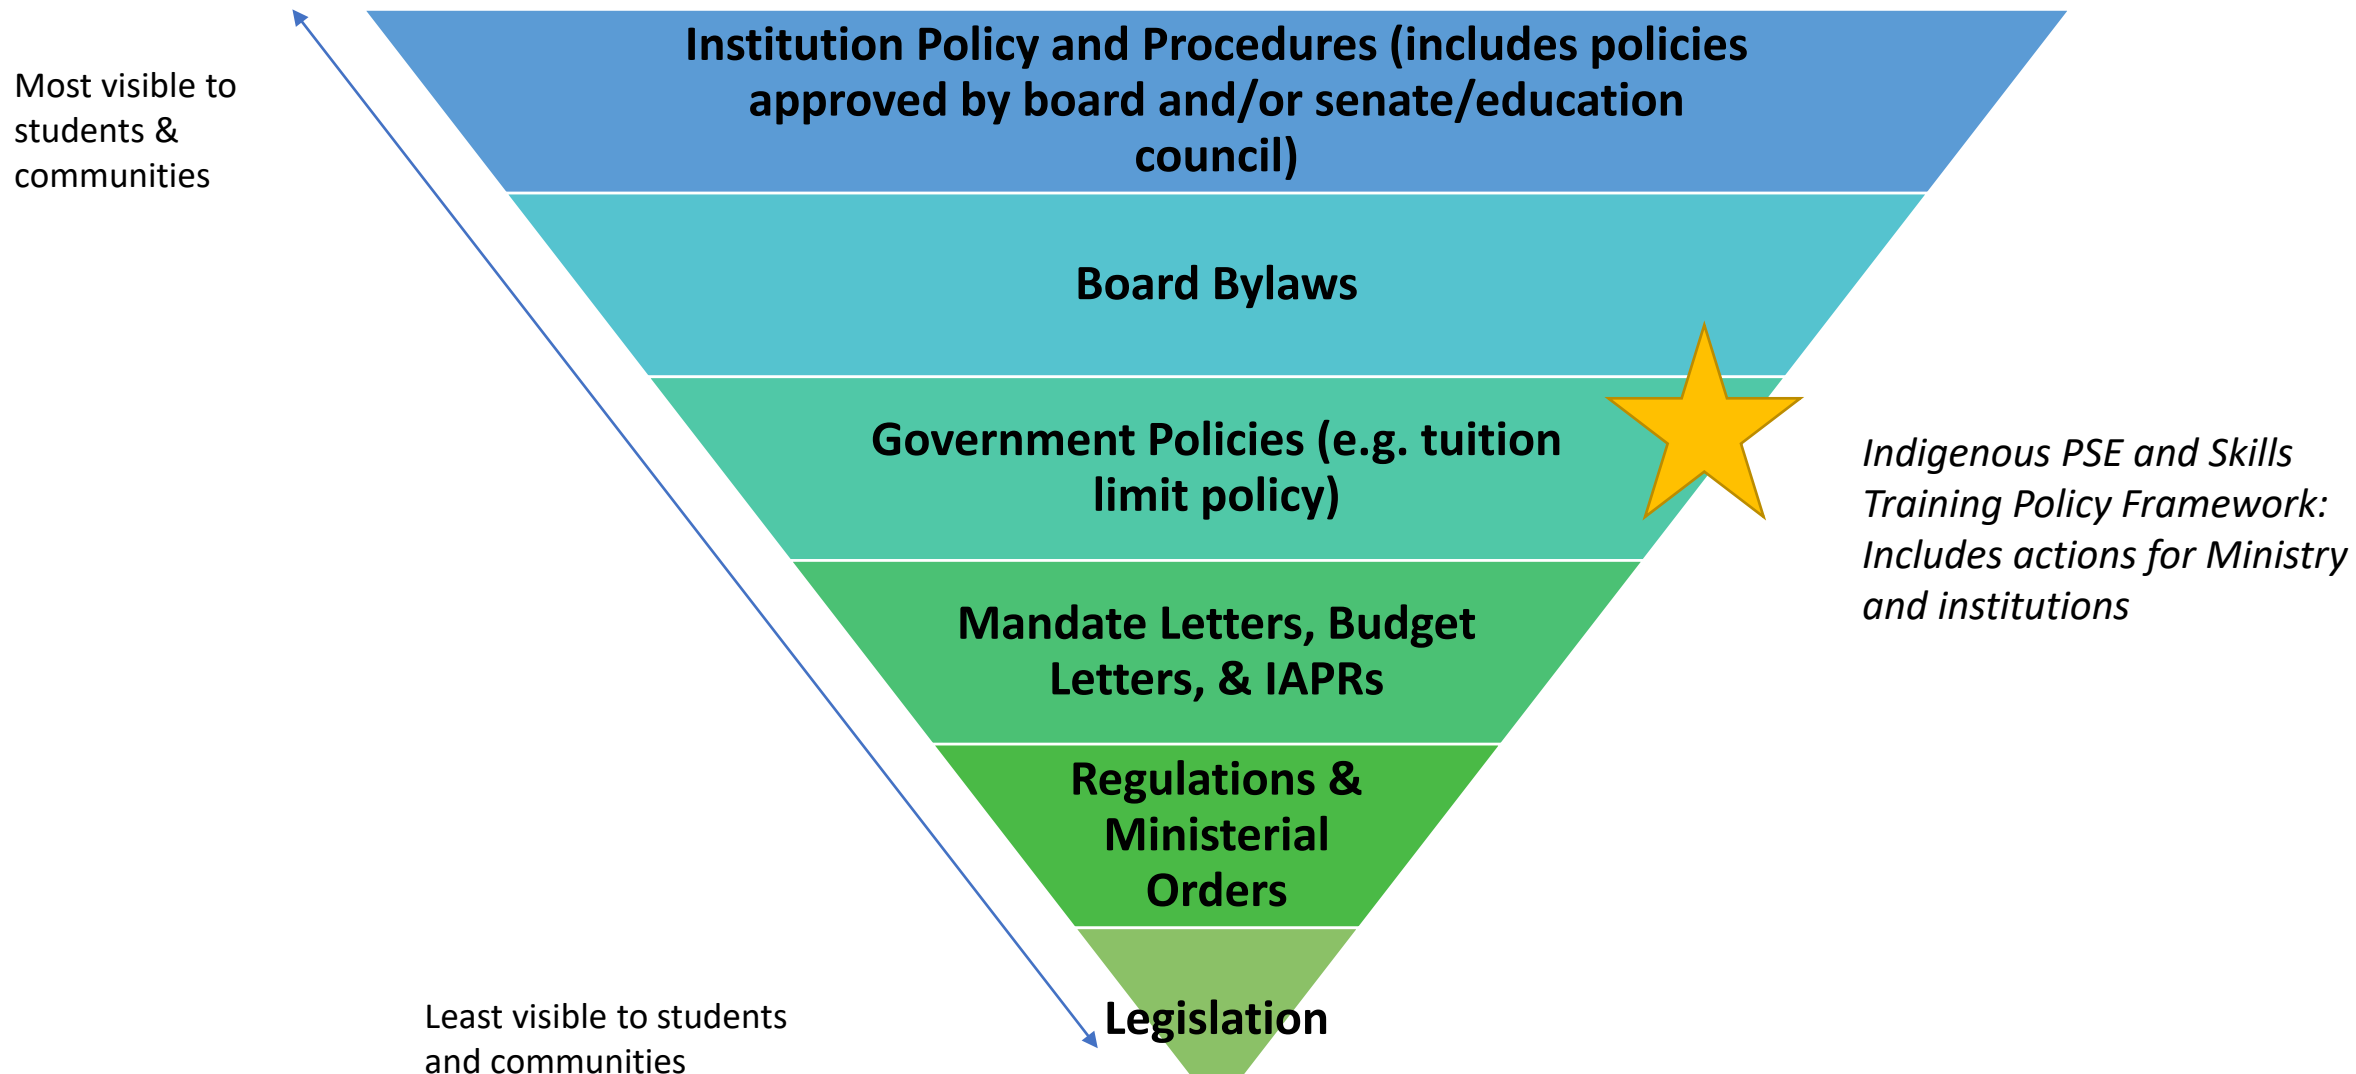 Institution Policy and Procedures (includes policies
approved by board and/or senate/education
council)
Most visible to
students &
communities
Board Bylaws
Government Policies (e.g. tuition
limit policy)
Indigenous PSE and Skills
Training Policy Framework:
Includes actions for Ministry
and institutions
Mandate Letters, Budget
Letters, & IAPRs
Regulations &
Ministerial
Orders
Legislation
Least visible to students
and communities